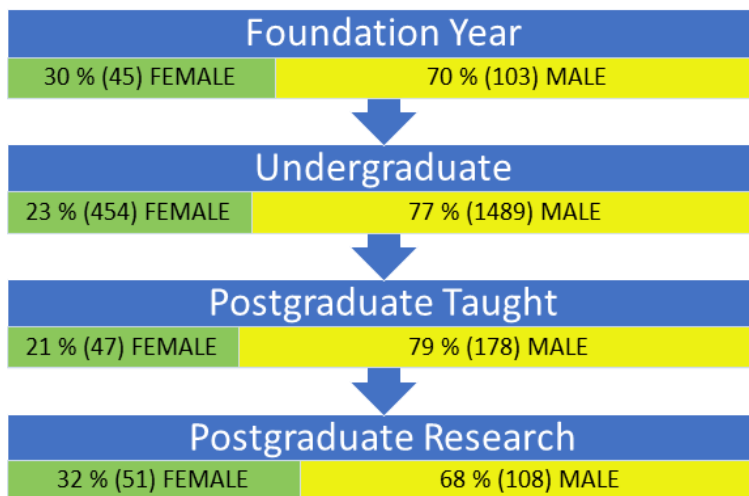 Foundation Year
30 % (45) FEMALE 70 % (103) MALE
Undergraduate
23 % (454) FEMALE 77 % (1489) MALE
Postgraduate Taught
21 % (47) FEMALE 79 % (178) MALE
Postgraduate Research
32 % (51) FEMALE 68 % (108) MALE